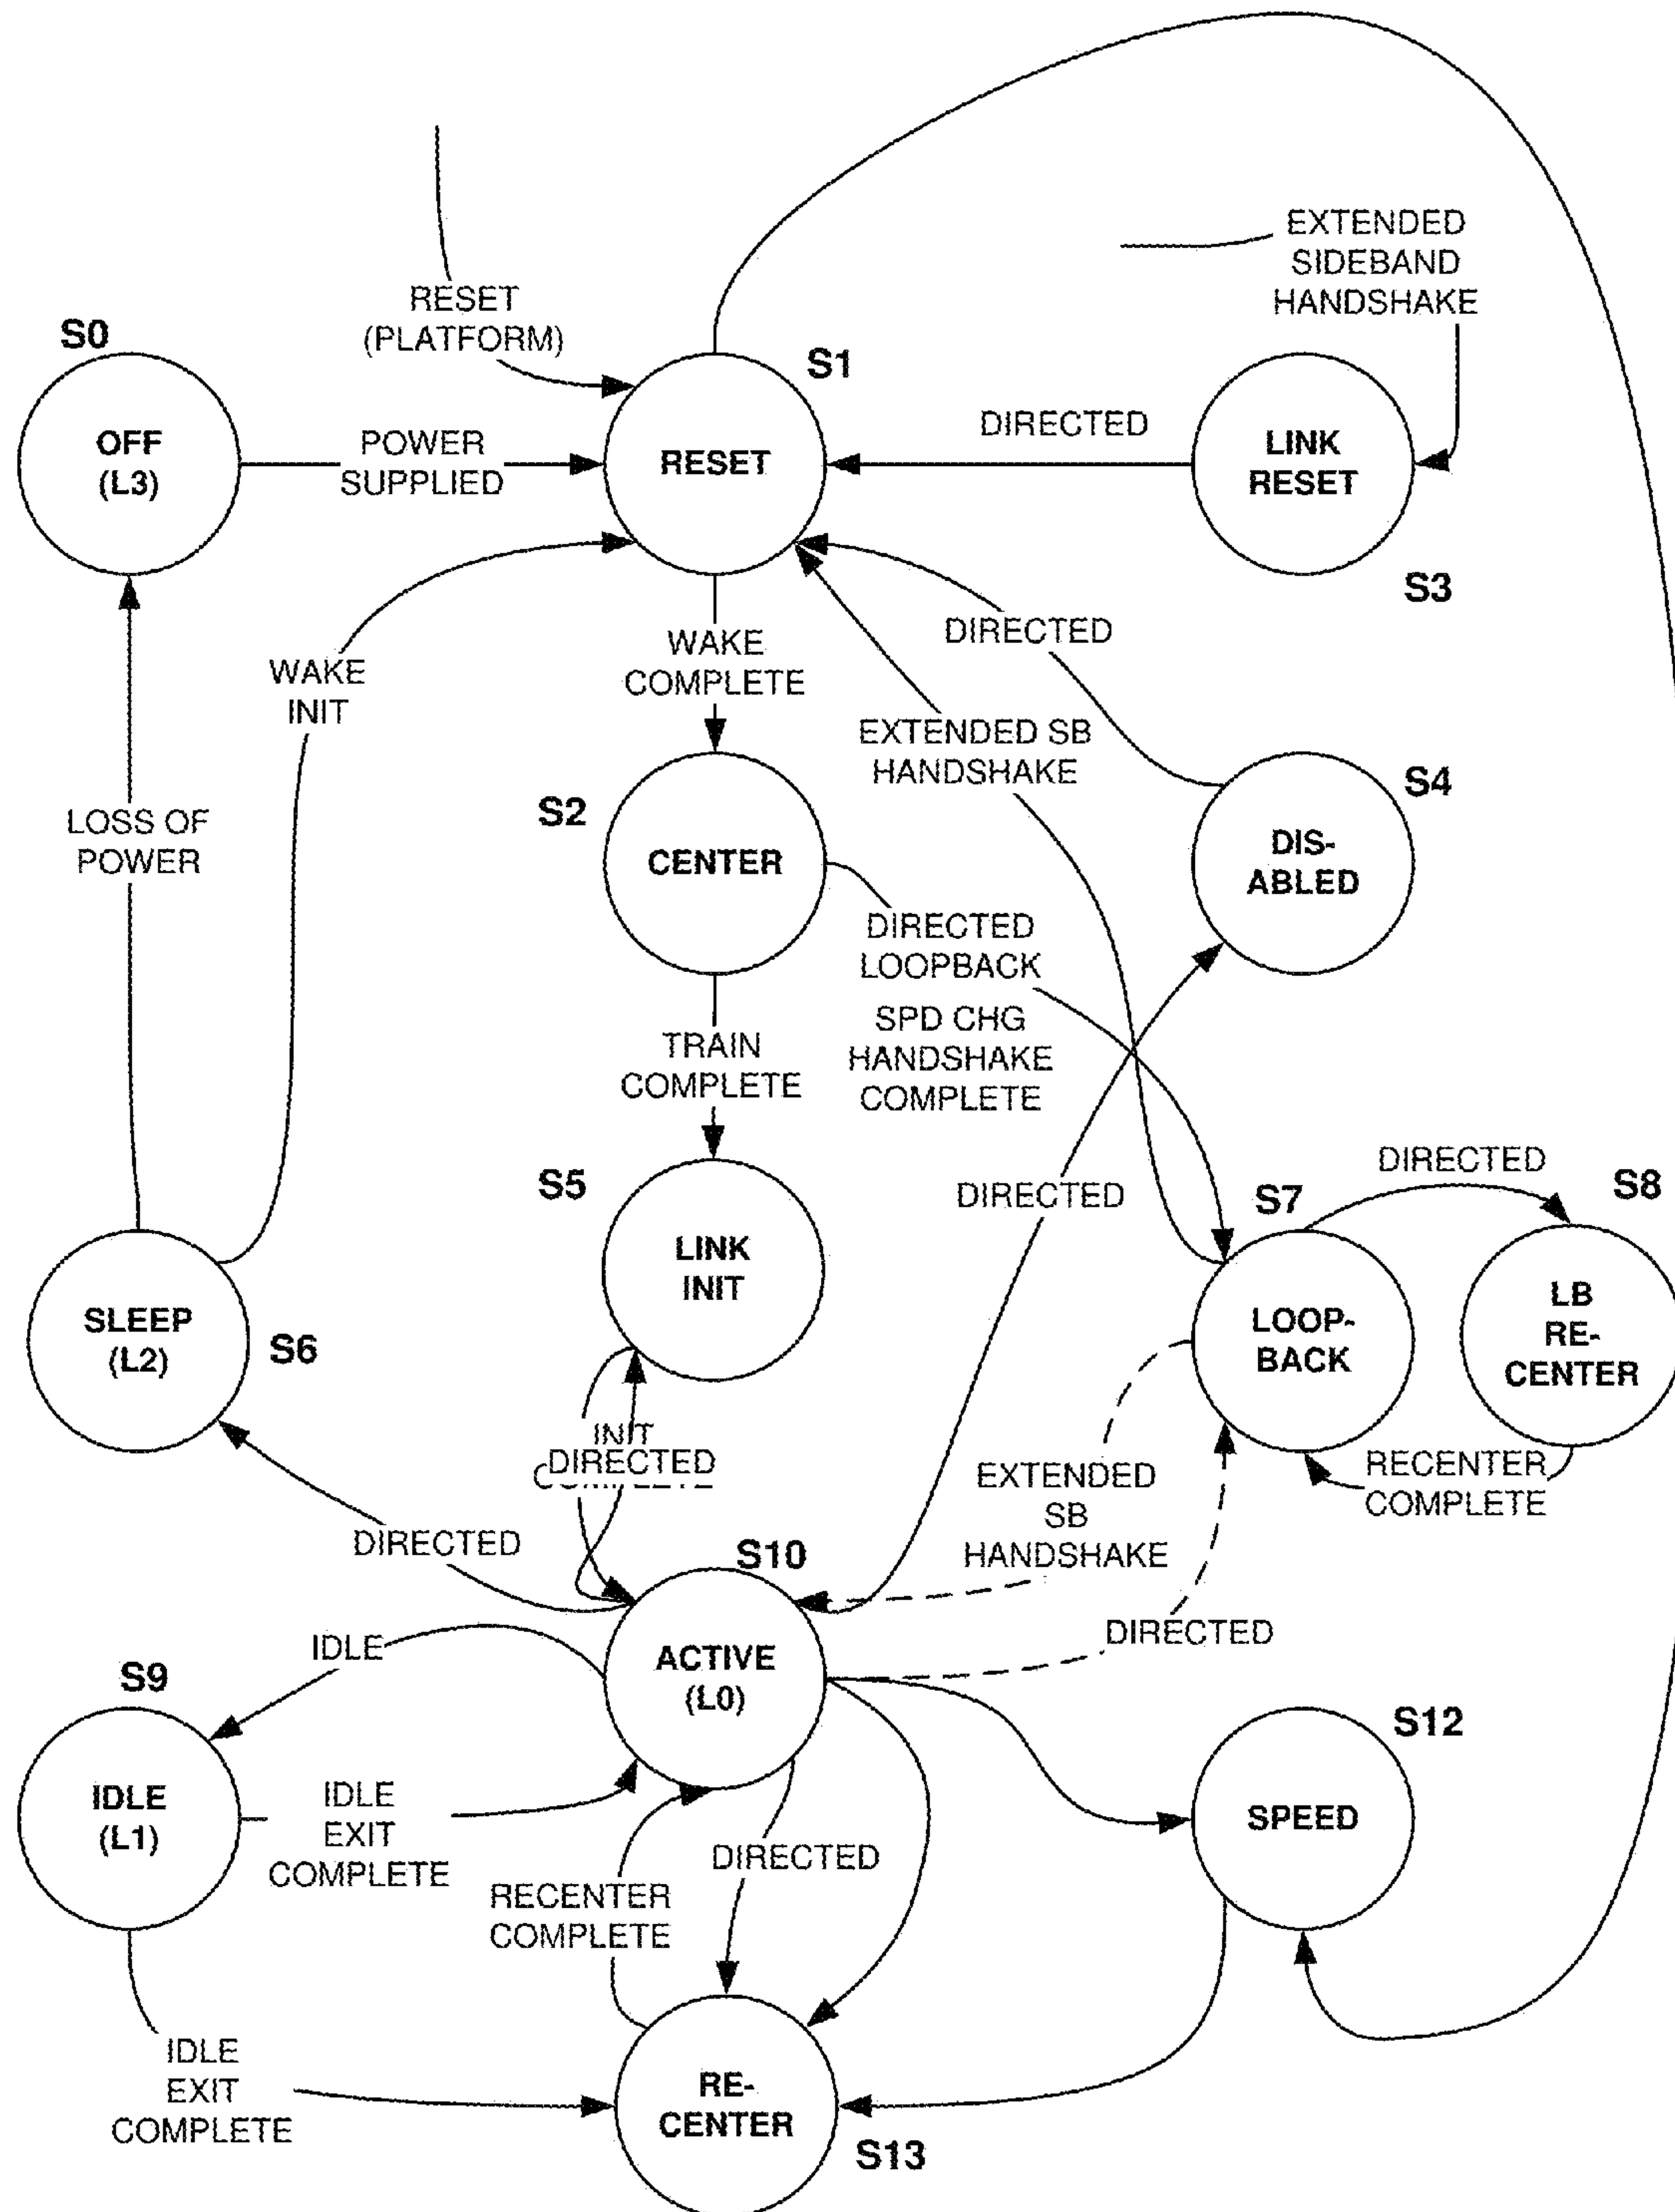 EXTENDED
SIDEBAND
HANDSHAKE
RESET
(PLATFORM)
S0
S1
OFF
(L3)
POWER
SUPPLIED
RESET
DIRECTED
LINK
RESET
S3
WAKE
INIT
WAKE
COMPLETE
DIRECTED
EXTENDED SB
HANDSHAKE
S4
S2
LOSS OF
POWER
CENTER
DIS-
ABLED
DIRECTED
LOOPBACK
SPD CHG
HANDSHAKE
COMPLETE
TRAIN
COMPLETE
S5
DIRECTED
DIRECTED
S7
S8
LINK
INIT
SLEEP
(L2)
S6
LOOP-
BACK
LB
RE-
CENTER
INIT
COMPLETE
DIRECTED
EXTENDED
SB
HANDSHAKE
RECENTER
COMPLETE
DIRECTED
S10
DIRECTED
IDLE
ACTIVE
(L0)
S9
S12
IDLE
(L1)
IDLE
EXIT
COMPLETE
SPEED
DIRECTED
RECENTER
COMPLETE
IDLE
EXIT
COMPLETE
RE-
CENTER
S13